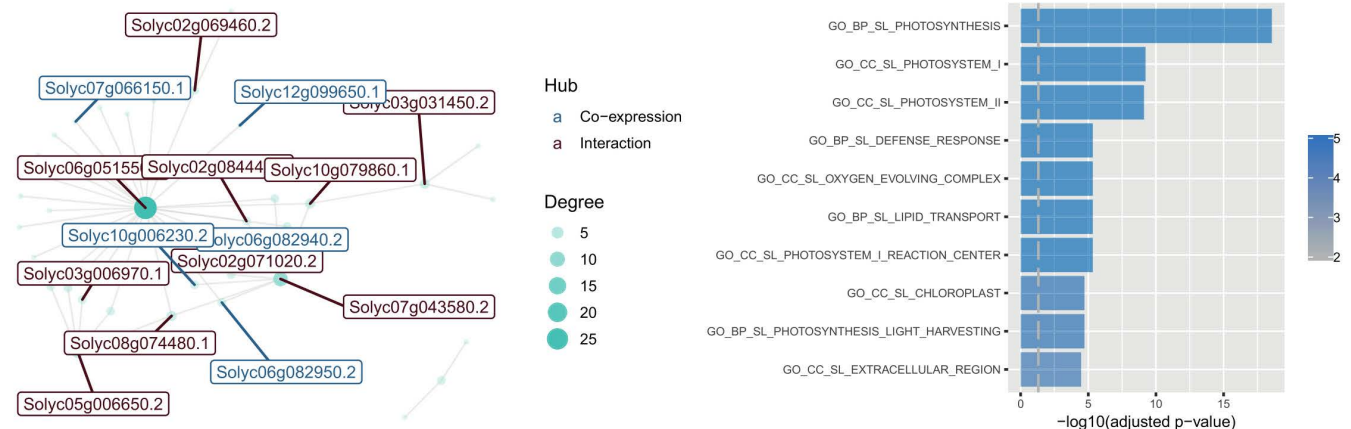 Solyc02g069460.2
Solyc07g066150.1
Solyc12g099650.1
Solyc03g031450.2
Solyc06g05155
Solyc02g08444
Solyc10g079860.1
Solyc10g006230.2
Solyc06g082940.2
Solyc02g071020.2
Solyc03g006970.1
Solyc07g043580.2
Solyc08g074480.1
Solyc06g082950.2
Solyc05g006650.2
Hub
a Co-expression
a Interaction
Degree
5
10
15
20
25
GO_BP_SL_PHOTOSYNTHESIS
GO_CC_SL_PHOTOSYSTEM_I
GO_CC_SL_PHOTOSYSTEM_II
GO_BP_SL_DEFENSE_RESPONSE
GO_CC_SL_OXYGEN_EVOLVING_COMPLEX
GO_BP_SL_LIPID_TRANSPORT
GO_CC_SL_PHOTOSYSTEM_I_REACTION_CENTER
GO_CC_SL_CHLOROPLAST
GO_BP_SL_PHOTOSYNTHESIS_LIGHT_HARVESTING
GO_CC_SL_EXTRACELLULAR_REGION
0 5 10 15
−log10(adjusted p−value)
5
4
3
2